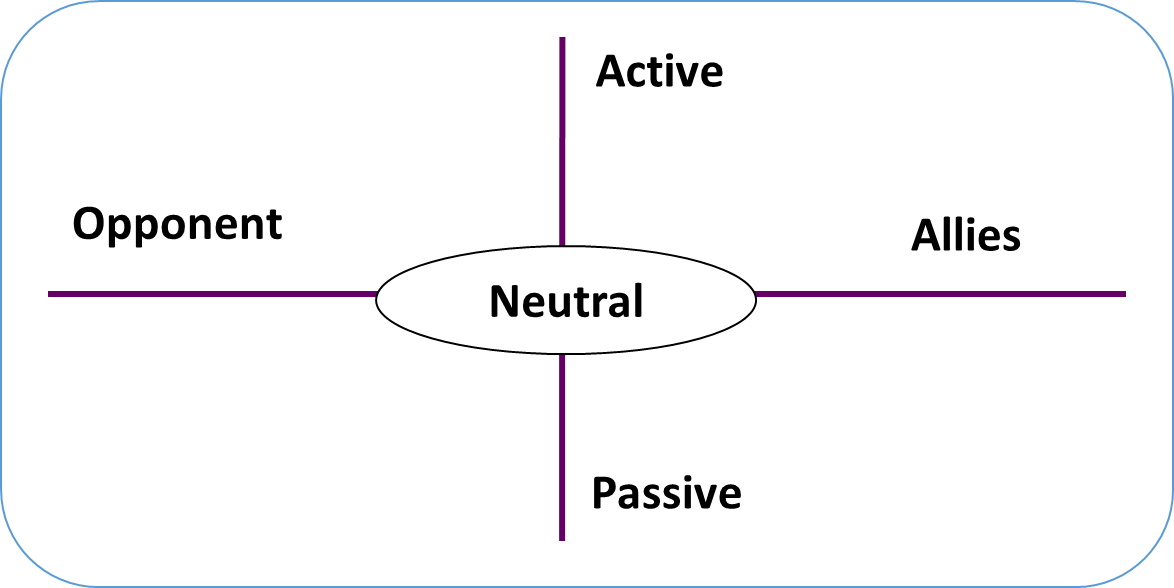 Active
Opponent
Allies
Neutral
Passive